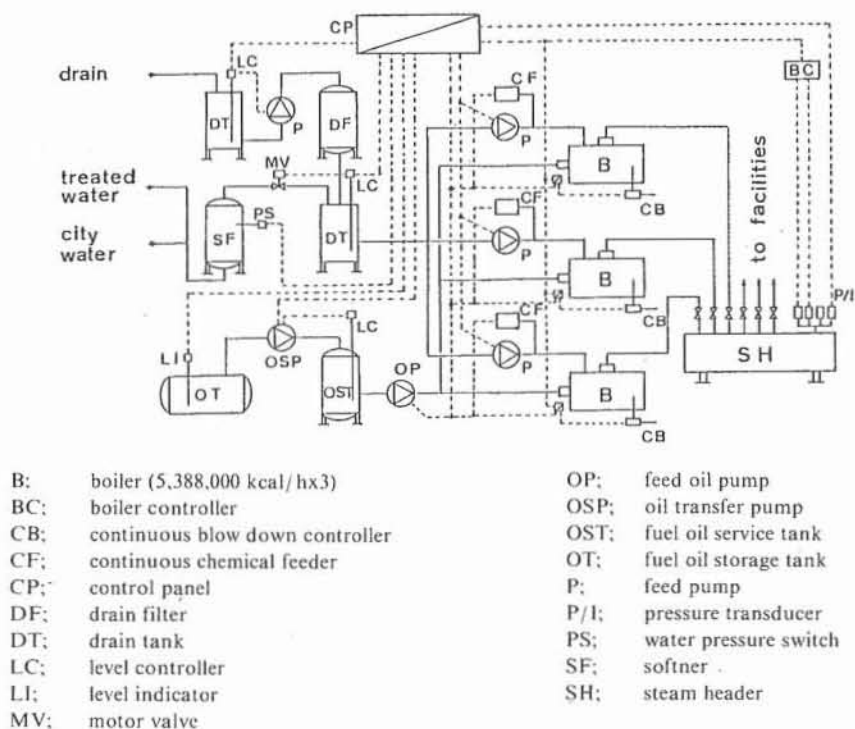 CP
LC
drain
BC
CF
DT
P
DF
P
B
MV
LC
treated
water
PS
CF
CB
to facilities
city
water
SF
DT
P
B
P/I
LC
CF
CB
LI
OSP
OP
P
SH
OT
OST
B
CB
B; boiler (5,388,000 kcal/hx3)
BC; boiler controller
CB; continuous blow down controller
CF; continuous chemical feeder
CP; control panel
DF; drain filter
DT; drain tank
LC; level controller
LI; level indicator
MV; motor valve
OP; feed oil pump
OSP; oil transfer pump
OST; fuel oil service tank
OT; fuel oil storage tank
P; feed pump
P/I; pressure transducer
PS; water pressure switch
SF; softner
SH; steam header